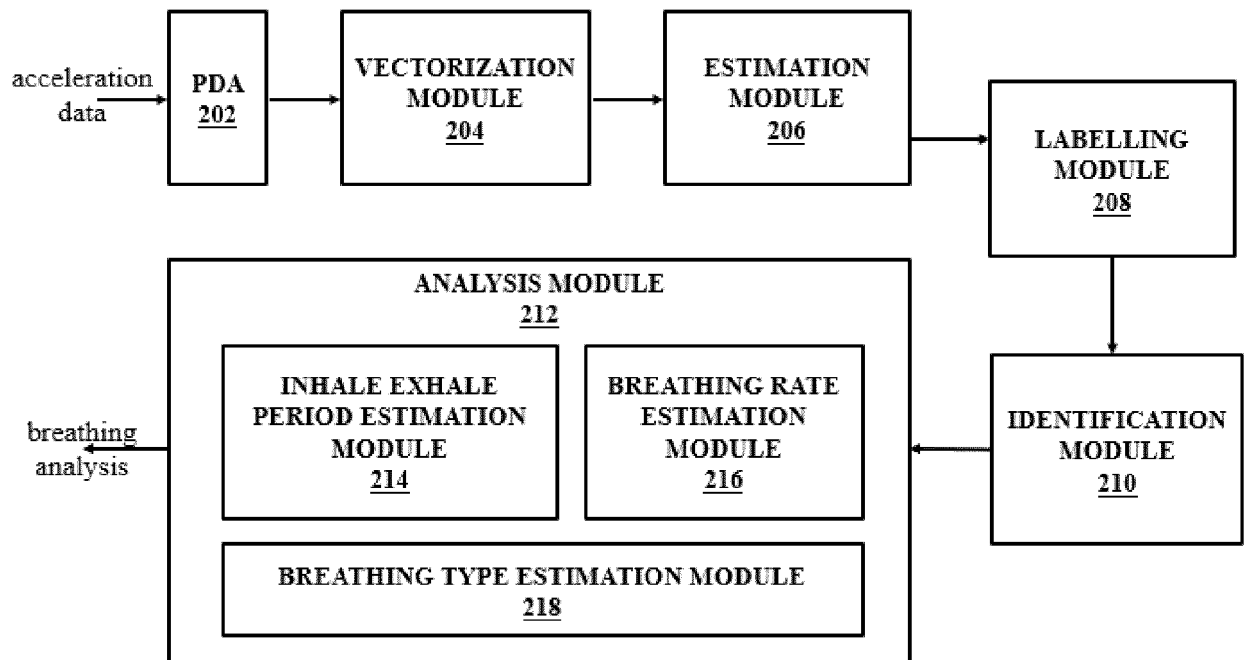 acceleration
data
PDA
202
VECTORIZATION
MODULE
204
ESTIMATION
MODULE
206
LABELLING
MODULE
208
IDENTIFICATION
MODULE
210
ANALYSIS MODULE
212
INHALE EXHALE
PERIOD ESTIMATION
MODULE
214
BREATHING RATE
ESTIMATION
MODULE
216
BREATHING TYPE ESTIMATION MODULE
218
breathing
analysis